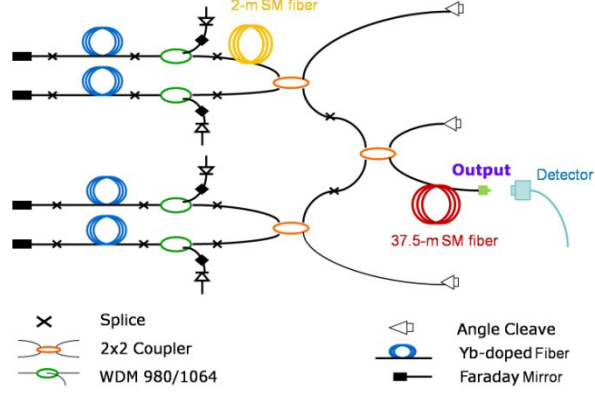 2-m SM fiber
Output
Detector
37.5-m SM fiber
Splice
Angle Cleave
2x2 Coupler
Yb-doped Fiber
WDM 980/1064
Faraday Mirror